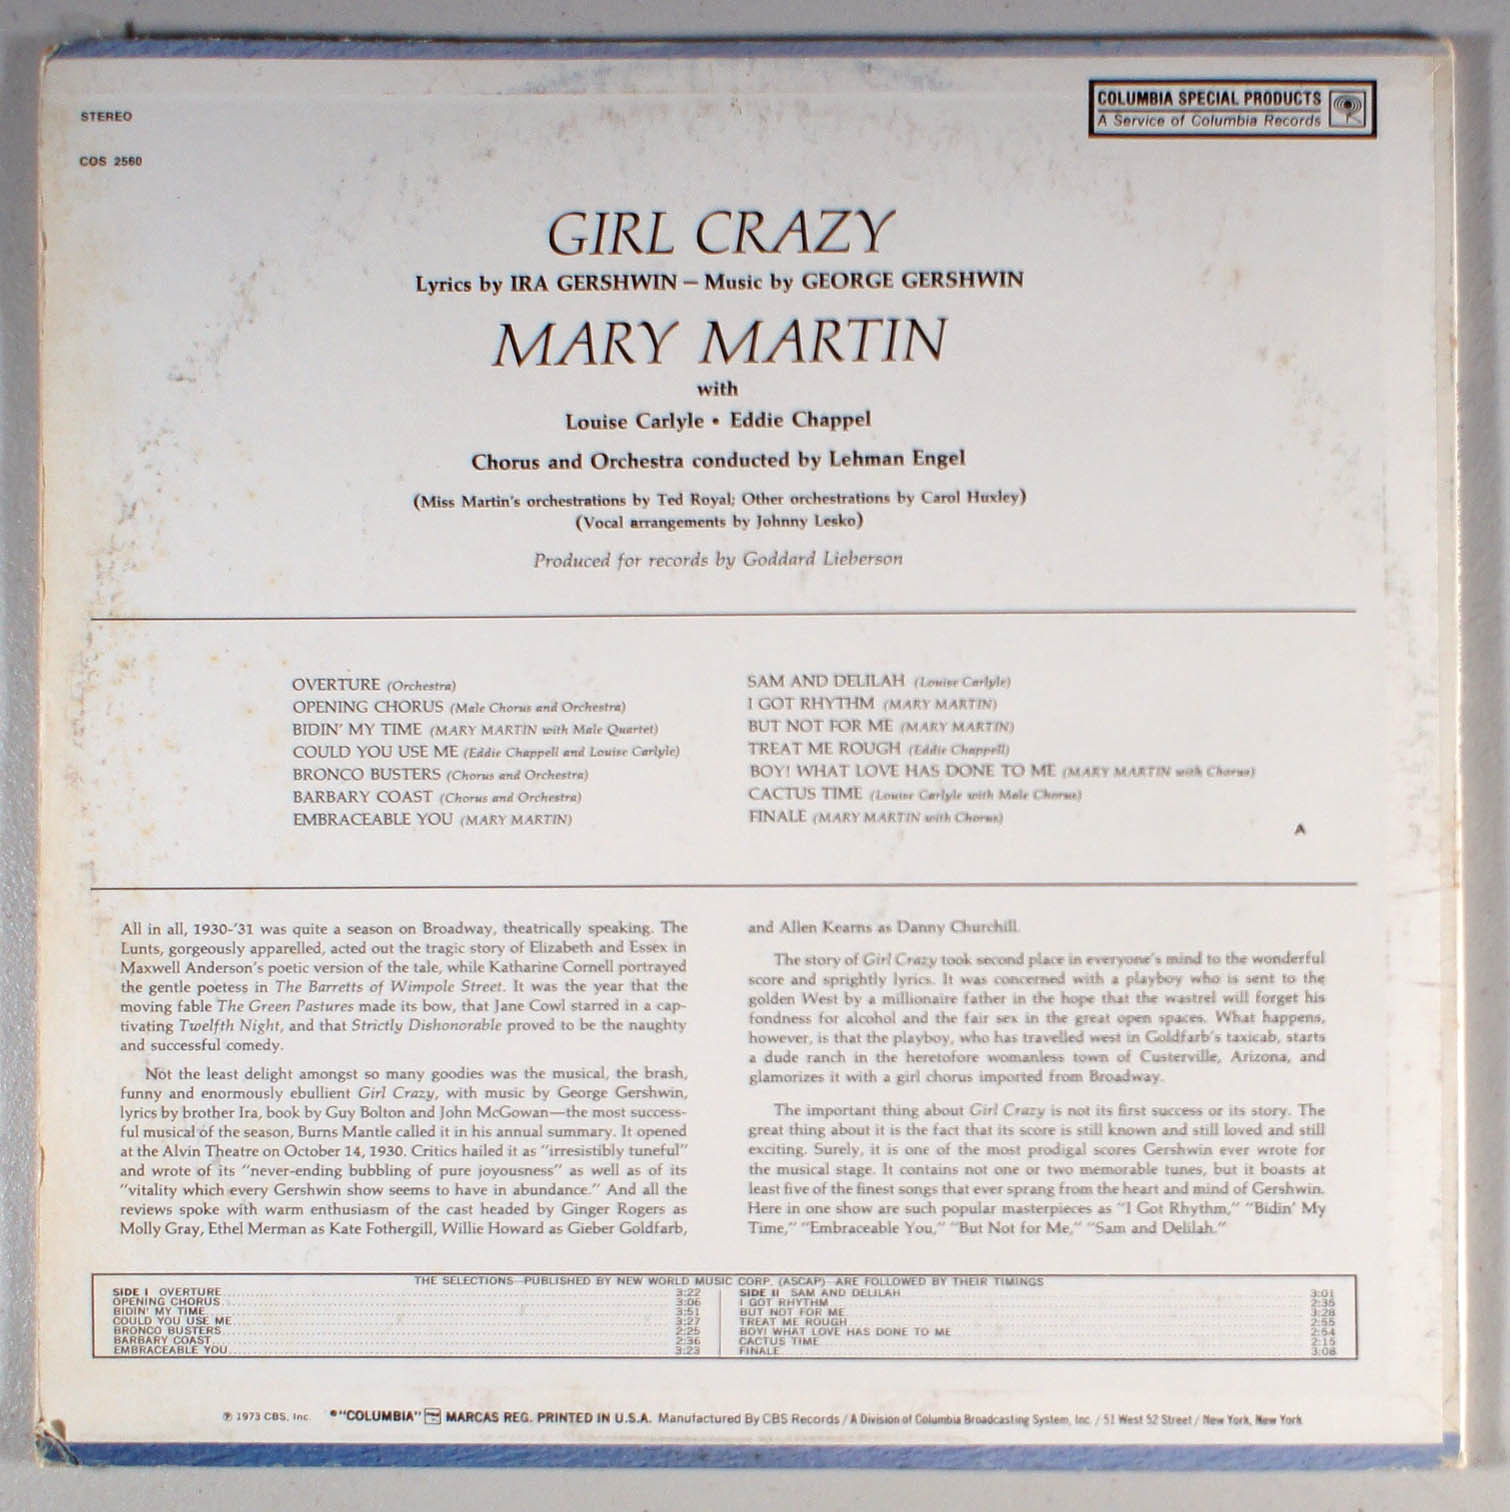 STEREO
COLUMBIA SPECIAL PRODUCTS
A Service of Columbia Records
COS 2560
GIRL CRAZY
Lyrics by IRA GERSHWIN — Music by GEORGE GERSHWIN
MARY MARTIN
with
Louise Carlyle • Eddie Chappel
Chorus and Orchestra conducted by Lehman Engel
(Miss Martin's orchestrations by Ted Royal; Other orchestrations by Carol Huxley)
(Vocal arrangements by Johnny Lesko)
Produced for records by Goddard Lieberson
OVERTURE (Orchestra)
OPENING CHORUS (Male Chorus and Orchestra)
BIDIN' MY TIME (MARY MARTIN with Male Quartet)
COULD YOU USE ME (Eddie Chappell and Louise Carlyle)
BRONCO BUSTERS (Chorus and Orchestra)
BARBARY COAST (Chorus and Orchestra)
EMBRACEABLE YOU (MARY MARTIN)
SAM AND DELILAH (Louise Carlyle)
I GOT RHYTHM (MARY MARTIN)
BUT NOT FOR ME (MARY MARTIN)
TREAT ME ROUGH (Eddie Chappell)
BOY! WHAT LOVE HAS DONE TO ME (MARY MARTIN with Chorus)
CACTUS TIME (Louise Carlyle with Male Chorus)
FINALE (MARY MARTIN with Chorus)
A
All in all, 1930-'31 was quite a season on Broadway, theatrically speaking. The
Lunts, gorgeously apparelled, acted out the tragic story of Elizabeth and Essex in
Maxwell Anderson's poetic version of the tale, while Katharine Cornell portrayed
the gentle poetess in The Barretts of Wimpole Street. It was the year that the
moving fable The Green Pastures made its bow, that Jane Cowl starred in a cap-
tivating Twelfth Night, and that Strictly Dishonorable proved to be the naughty
and successful comedy.
Not the least delight amongst so many goodies was the musical, the brash,
funny and enormously ebullient Girl Crazy, with music by George Gershwin,
lyrics by brother Ira, book by Guy Bolton and John McGowan—the most success-
ful musical of the season, Burns Mantle called it in his annual summary. It opened
at the Alvin Theatre on October 14, 1930. Critics hailed it as "irresistibly tuneful"
and wrote of its "never-ending bubbling of pure joyousness" as well as of its
"vitality which every Gershwin show seems to have in abundance." And all the
reviews spoke with warm enthusiasm of the cast headed by Ginger Rogers as
Molly Gray, Ethel Merman as Kate Fothergill, Willie Howard as Gieber Goldfarb,
and Allen Kearns as Danny Churchill.
The story of Girl Crazy took second place in everyone's mind to the wonderful
score and sprightly lyrics. It was concerned with a playboy who is sent to the
golden West by a millionaire father in the hope that the wastrel will forget his
fondness for alcohol and the fair sex in the great open spaces. What happens,
however, is that the playboy, who has travelled west in Goldfarb's taxicab, starts
a dude ranch in the heretofore womanless town of Custerville, Arizona, and
glamorizes it with a girl chorus imported from Broadway.
The important thing about Girl Crazy is not its first success or its story. The
great thing about it is the fact that its score is still known and still loved and still
exciting. Surely, it is one of the most prodigal scores Gershwin ever wrote for
the musical stage. It contains not one or two memorable tunes, but it boasts at
least five of the finest songs that ever sprang from the heart and mind of Gershwin.
Here in one show are such popular masterpieces as "I Got Rhythm," "Bidin' My
Time," "Embraceable You," "But Not for Me," "Sam and Delilah."
THE SELECTIONS—PUBLISHED BY NEW WORLD MUSIC CORP. (ASCAP)—ARE FOLLOWED BY THEIR TIMINGS
SIDE I OVERTURE 3:22
OPENING CHORUS 3:06
BIDIN' MY TIME 3:51
COULD YOU USE ME 3:27
BRONCO BUSTERS 2:25
BARBARY COAST 2:36
EMBRACEABLE YOU 3:23
SIDE II SAM AND DELILAH 3:01
I GOT RHYTHM 2:35
BUT NOT FOR ME 3:28
TREAT ME ROUGH 2:55
BOY! WHAT LOVE HAS DONE TO ME 2:54
CACTUS TIME 2:15
FINALE 3:08
℗ 1973 CBS, Inc. ®"COLUMBIA" MARCAS REG. PRINTED IN U.S.A. Manufactured By CBS Records / A Division of Columbia Broadcasting System, Inc. / 51 West 52 Street / New York, New York